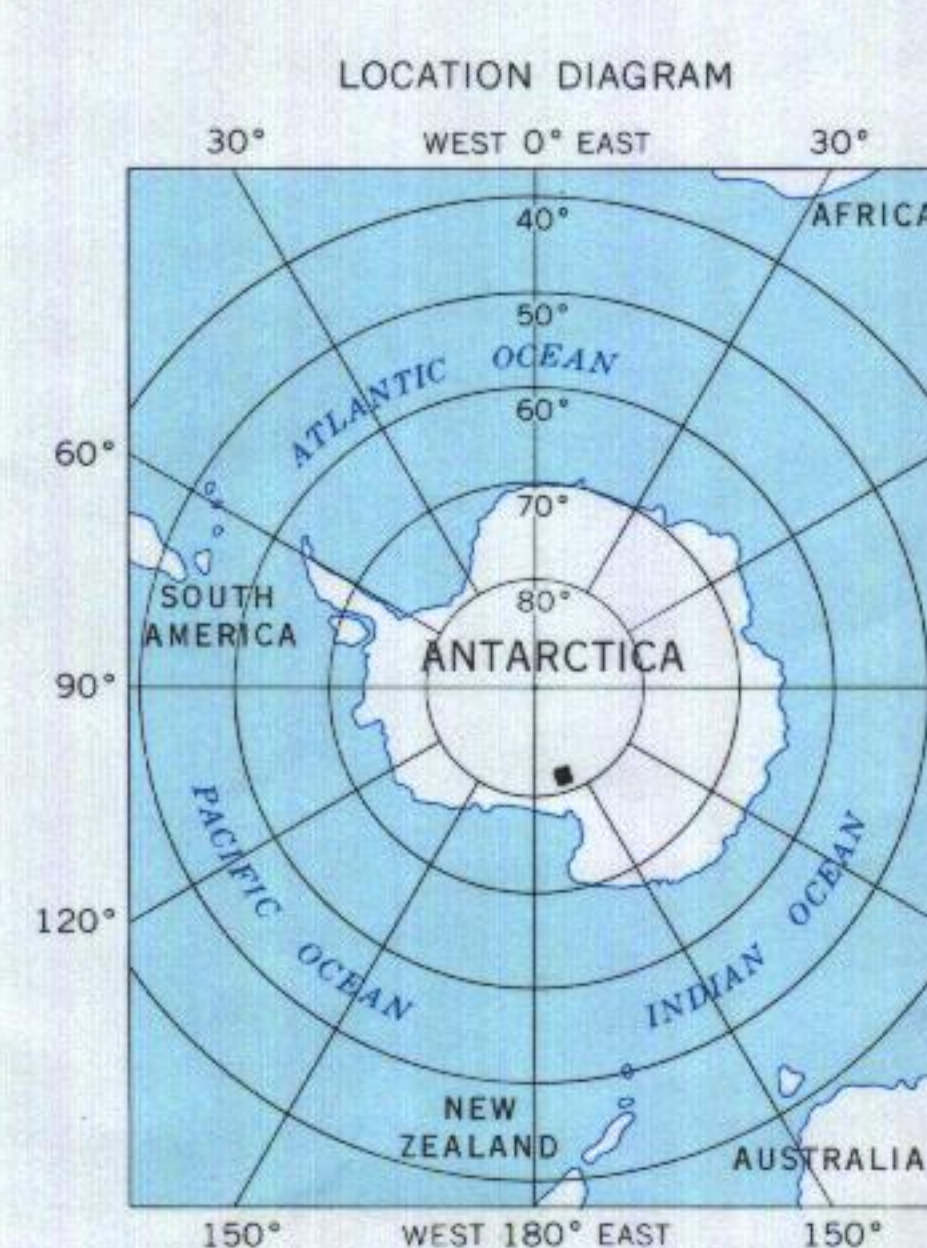 LOCATION DIAGRAM
30° WEST 0° EAST 30°
40°
AFRICA
50°
ATLANTIC OCEAN
60°
60°
70°
80°
SOUTH
AMERICA
ANTARCTICA
90°
PACIFIC OCEAN
INDIAN OCEAN
120°
NEW
ZEALAND
AUSTRALIA
150° WEST 180° EAST 150°